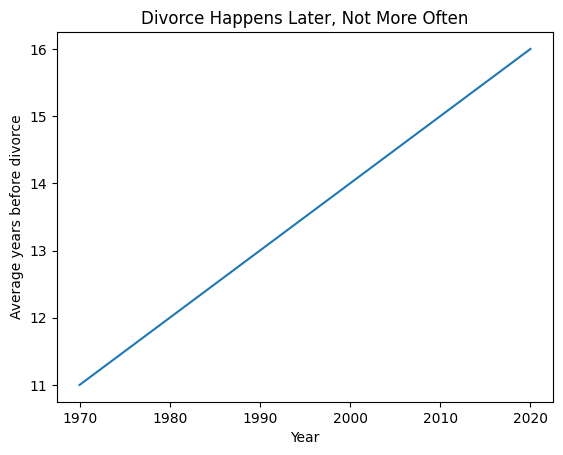 Divorce Happens Later, Not More Often
Average years before divorce
16
15
14
13
12
11
1970 1980 1990 2000 2010 2020
Year